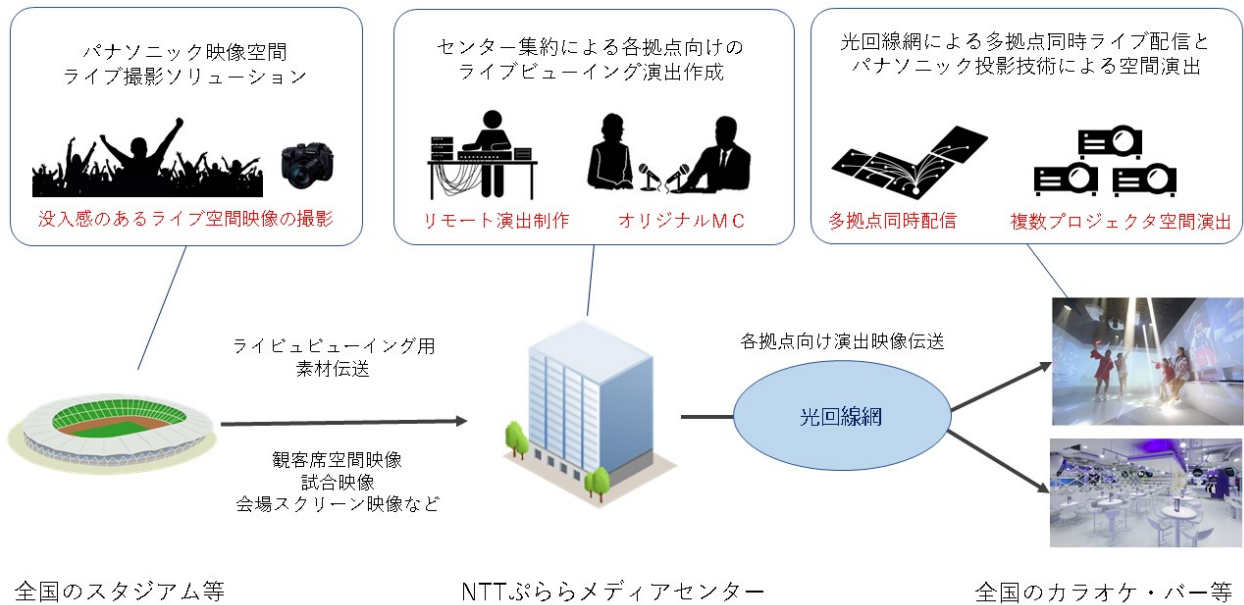 パナソニック映像空間
ライブ撮影ソリューション
没入感のあるライブ空間映像の撮影
センター集約による各拠点向けの
ライブビューイング演出作成
リモート演出制作
オリジナルＭＣ
光回線網による多拠点同時ライブ配信と
パナソニック投影技術による空間演出
多拠点同時配信
複数プロジェクタ空間演出
ライビュビューイング用
素材伝送
観客席空間映像
試合映像
会場スクリーン映像など
各拠点向け演出映像伝送
光回線網
全国のスタジアム等
NTTぷららメディアセンター
全国のカラオケ・バー等